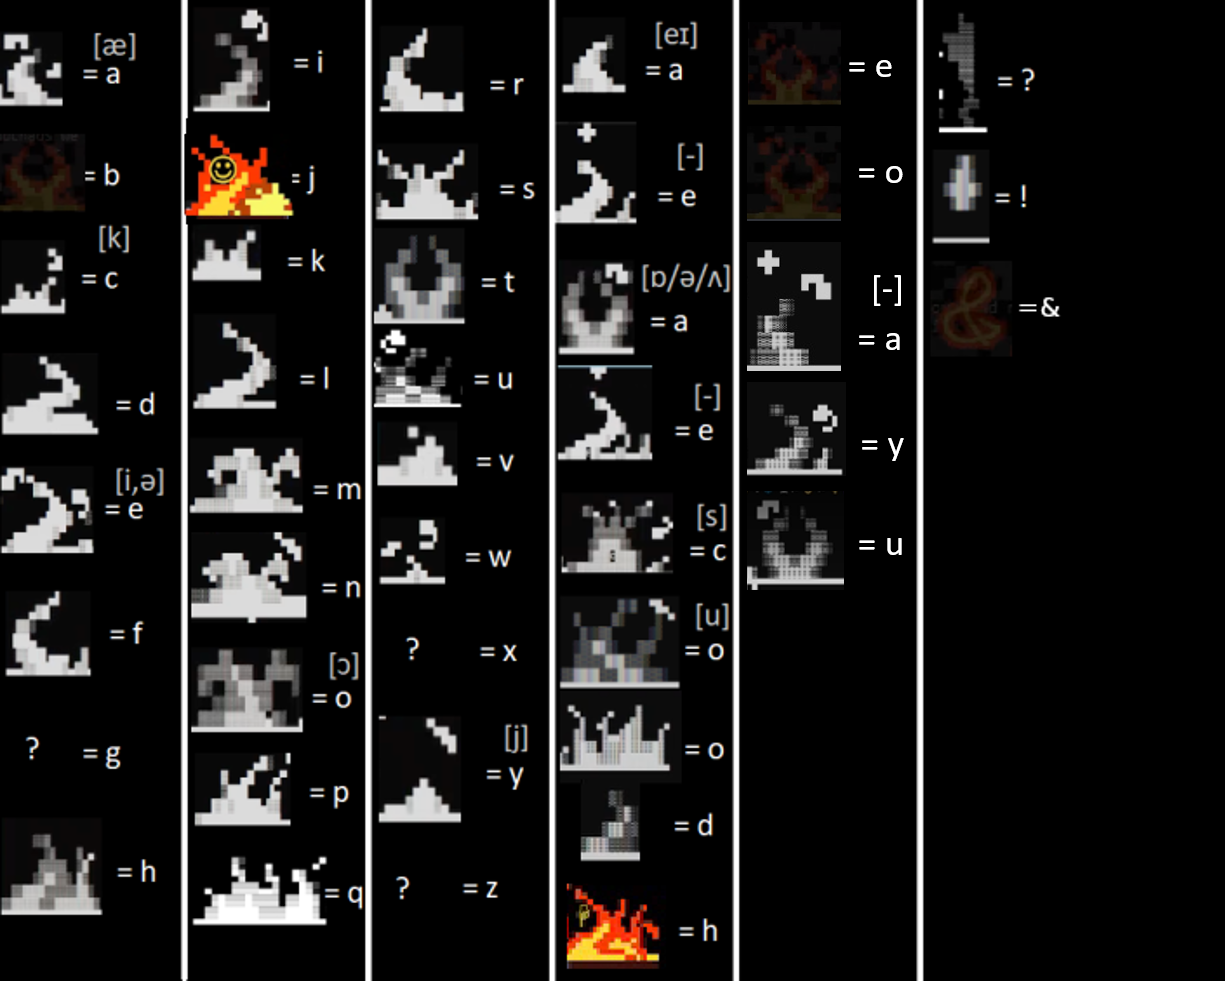 [æ]
= a
= b
[k]
= c
= d
[i,ə]
= e
= f
? = g
= h
= i
= j
= k
= l
= m
= n
[ɔ]
= o
= p
= q
= r
= s
= t
= u
= v
= w
? = x
[j]
= y
? = z
[eɪ]
= a
[-]
= e
[ɒ/ə/ʌ]
= a
[-]
= e
[s]
= c
[u]
= o
= o
= d
= h
= e
= o
[-]
= a
= y
= u
= ?
= !
=&